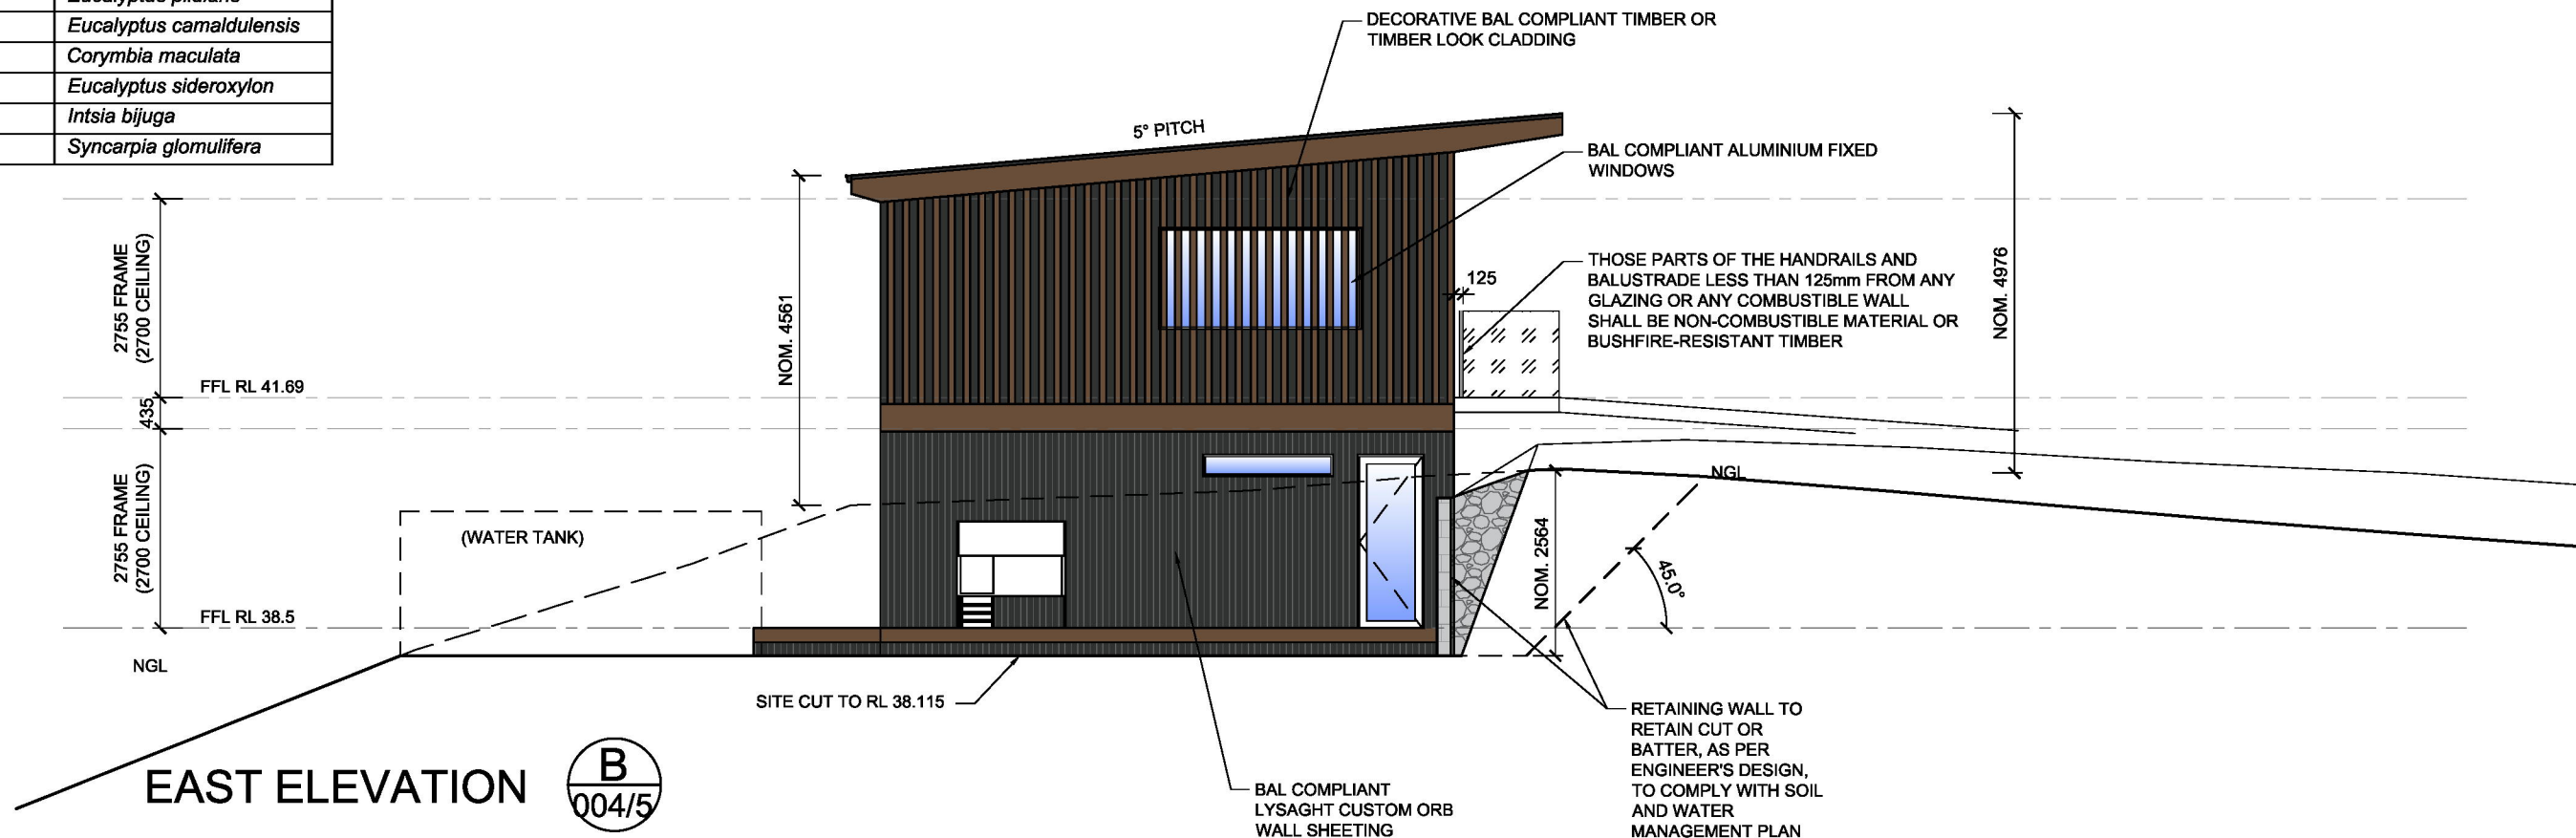 Eucalyptus pilularis
Eucalyptus camaldulensis
Corymbia maculata
Eucalyptus sideroxylon
Intsia bijuga
Syncarpia glomulifera
DECORATIVE BAL COMPLIANT TIMBER OR
TIMBER LOOK CLADDING
5° PITCH
BAL COMPLIANT ALUMINIUM FIXED
WINDOWS
2755 FRAME
(2700 CEILING)
NOM. 4561
125
THOSE PARTS OF THE HANDRAILS AND
BALUSTRADE LESS THAN 125mm FROM ANY
GLAZING OR ANY COMBUSTIBLE WALL
SHALL BE NON-COMBUSTIBLE MATERIAL OR
BUSHFIRE-RESISTANT TIMBER
NOM. 4976
FFL RL 41.69
435
2755 FRAME
(2700 CEILING)
(WATER TANK)
NGL
NOM. 2564
45.0°
FFL RL 38.5
NGL
SITE CUT TO RL 38.115
RETAINING WALL TO
RETAIN CUT OR
BATTER, AS PER
ENGINEER'S DESIGN,
TO COMPLY WITH SOIL
AND WATER
MANAGEMENT PLAN
BAL COMPLIANT
LYSAGHT CUSTOM ORB
WALL SHEETING
EAST ELEVATION
B
004/5